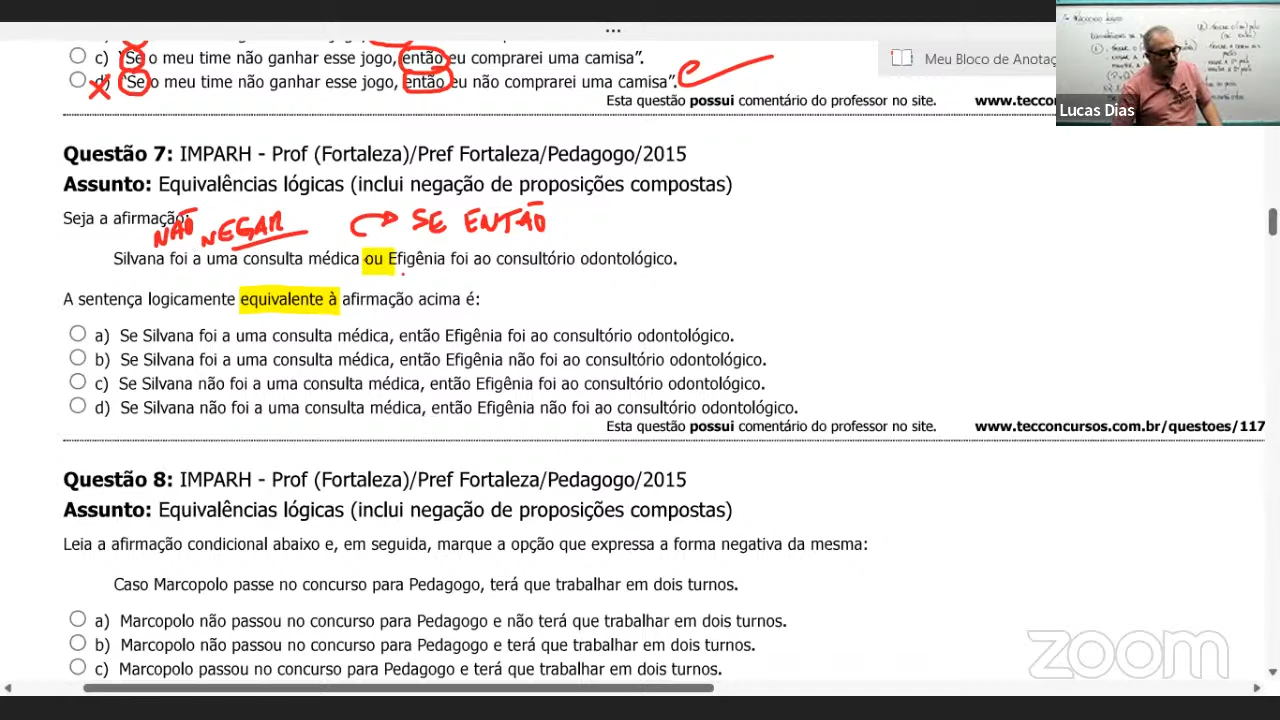 c) "Se o meu time não ganhar esse jogo, então eu comprarei uma camisa".
Meu Bloco de Anotaç
d) "Se o meu time não ganhar esse jogo, então eu não comprarei uma camisa".
Esta questão possui comentário do professor no site. www.tecc
Lucas Dias
Questão 7: IMPARH - Prof (Fortaleza)/Pref Fortaleza/Pedagogo/2015
Assunto: Equivalências lógicas (inclui negação de proposições compostas)
Seja a afirmação:
NÃO NEGAR SE ENTÃO
Silvana foi a uma consulta médica ou Efigênia foi ao consultório odontológico.
A sentença logicamente equivalente à afirmação acima é:
a) Se Silvana foi a uma consulta médica, então Efigênia foi ao consultório odontológico.
b) Se Silvana foi a uma consulta médica, então Efigênia não foi ao consultório odontológico.
c) Se Silvana não foi a uma consulta médica, então Efigênia foi ao consultório odontológico.
d) Se Silvana não foi a uma consulta médica, então Efigênia não foi ao consultório odontológico.
Esta questão possui comentário do professor no site. www.tecconcursos.com.br/questoes/117
Questão 8: IMPARH - Prof (Fortaleza)/Pref Fortaleza/Pedagogo/2015
Assunto: Equivalências lógicas (inclui negação de proposições compostas)
Leia a afirmação condicional abaixo e, em seguida, marque a opção que expressa a forma negativa da mesma:
Caso Marcopolo passe no concurso para Pedagogo, terá que trabalhar em dois turnos.
a) Marcopolo não passou no concurso para Pedagogo e não terá que trabalhar em dois turnos.
b) Marcopolo não passou no concurso para Pedagogo e terá que trabalhar em dois turnos.
c) Marcopolo passou no concurso para Pedagogo e terá que trabalhar em dois turnos.
zoom